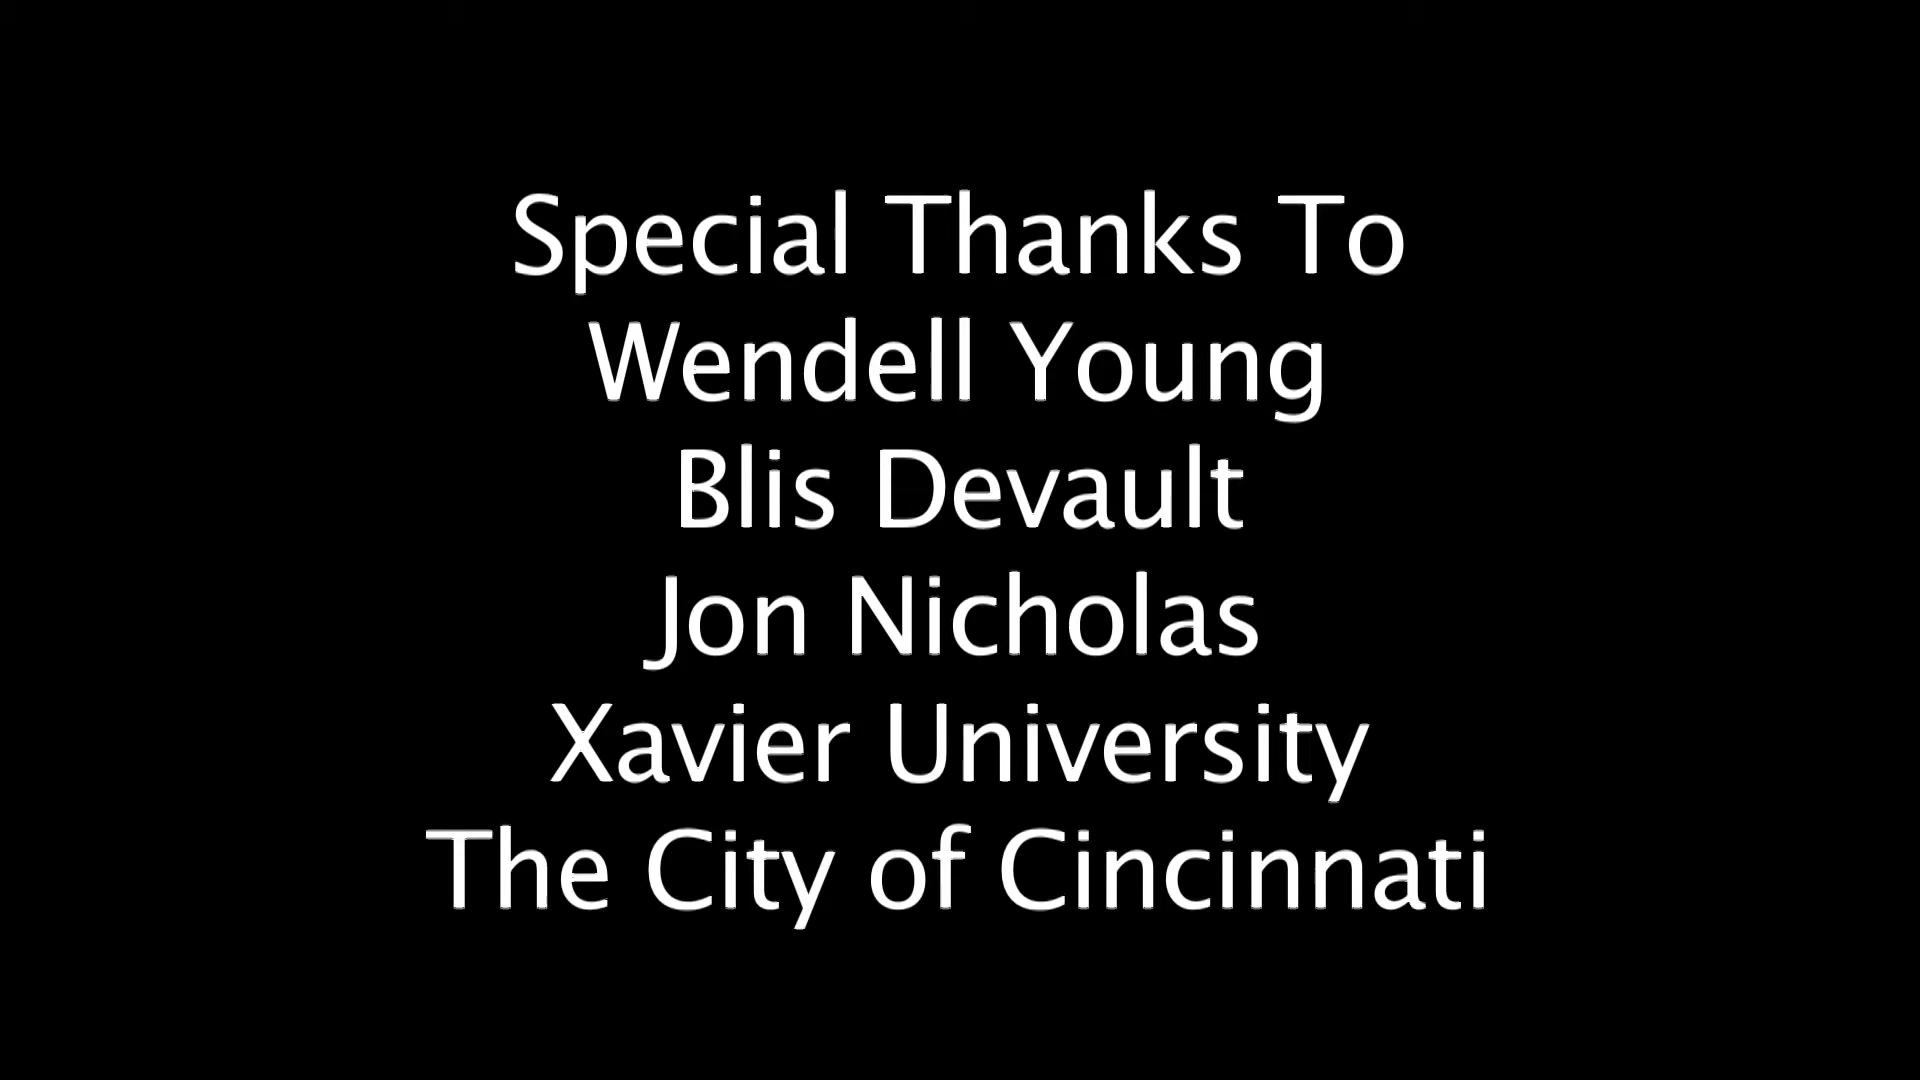 Special Thanks To
Wendell Young
Blis Devault
Jon Nicholas
Xavier University
The City of Cincinnati